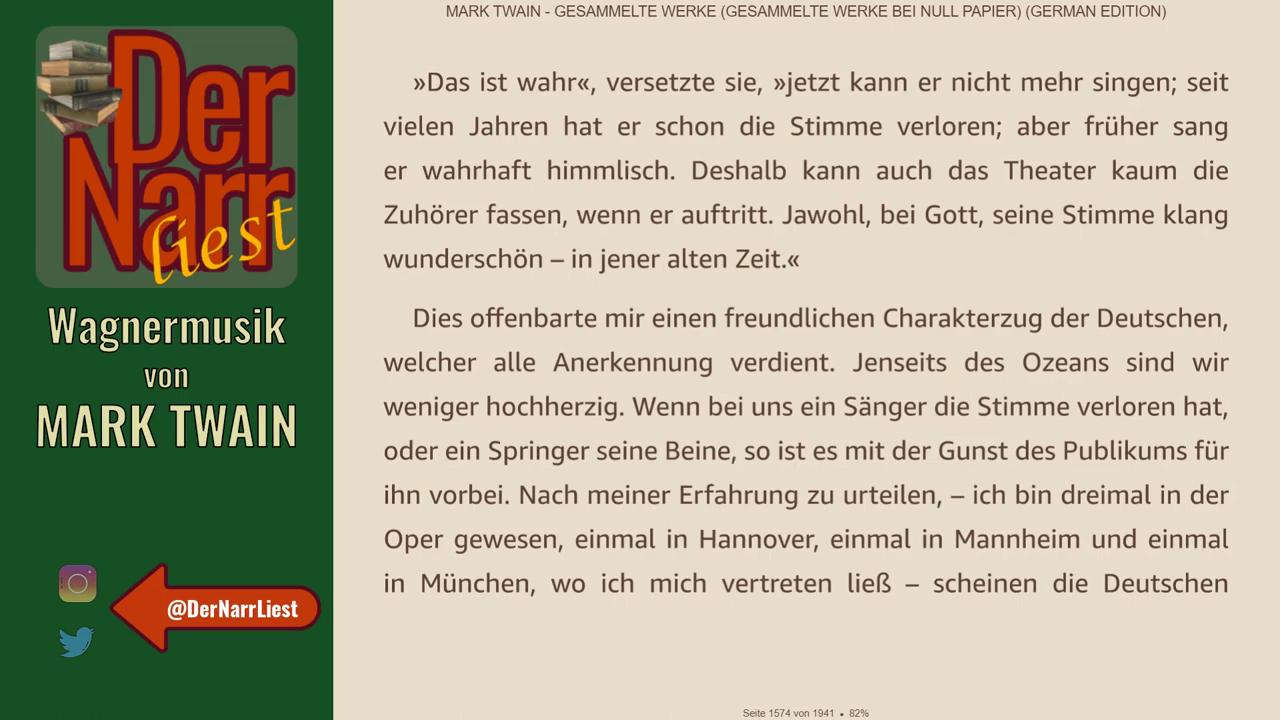 Der
Narr
liest
Wagnermusik
von
MARK TWAIN
@DerNarrLiest
MARK TWAIN - GESAMMELTE WERKE (GESAMMELTE WERKE BEI NULL PAPIER) (GERMAN EDITION)
»Das ist wahr«, versetzte sie, »jetzt kann er nicht mehr singen; seit
vielen Jahren hat er schon die Stimme verloren; aber früher sang
er wahrhaft himmlisch. Deshalb kann auch das Theater kaum die
Zuhörer fassen, wenn er auftritt. Jawohl, bei Gott, seine Stimme klang
wunderschön – in jener alten Zeit.«
Dies offenbarte mir einen freundlichen Charakterzug der Deutschen,
welcher alle Anerkennung verdient. Jenseits des Ozeans sind wir
weniger hochherzig. Wenn bei uns ein Sänger die Stimme verloren hat,
oder ein Springer seine Beine, so ist es mit der Gunst des Publikums für
ihn vorbei. Nach meiner Erfahrung zu urteilen, – ich bin dreimal in der
Oper gewesen, einmal in Hannover, einmal in Mannheim und einmal
in München, wo ich mich vertreten ließ – scheinen die Deutschen
Seite 1574 von 1941 • 82%